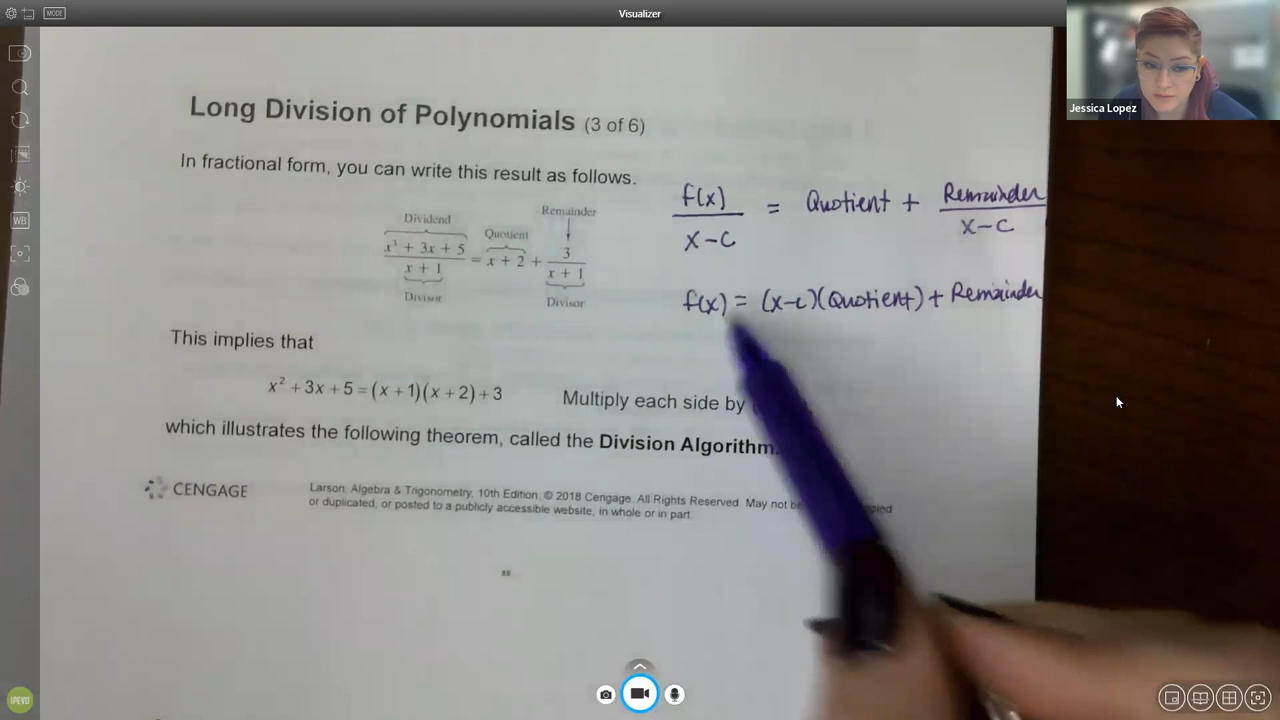 MODE
Visualizer
WB
Jessica Lopez
Long Division of Polynomials (3 of 6)
In fractional form, you can write this result as follows.
Dividend
Quotient
Remainder
x² + 3x + 5 / x + 1 = x + 2 + 3 / x + 1
Divisor
Divisor
f(x) / x-c = Quotient + Remainder / x-c
f(x) = (x-c)(Quotient) + Remainder
This implies that
x² + 3x + 5 = (x + 1)(x + 2) + 3
Multiply each side by
which illustrates the following theorem, called the Division Algorithm.
CENGAGE
Larson, Algebra & Trigonometry, 10th Edition. © 2018 Cengage. All Rights Reserved. May not be
or duplicated, or posted to a publicly accessible website, in whole or in part.
IPEVO